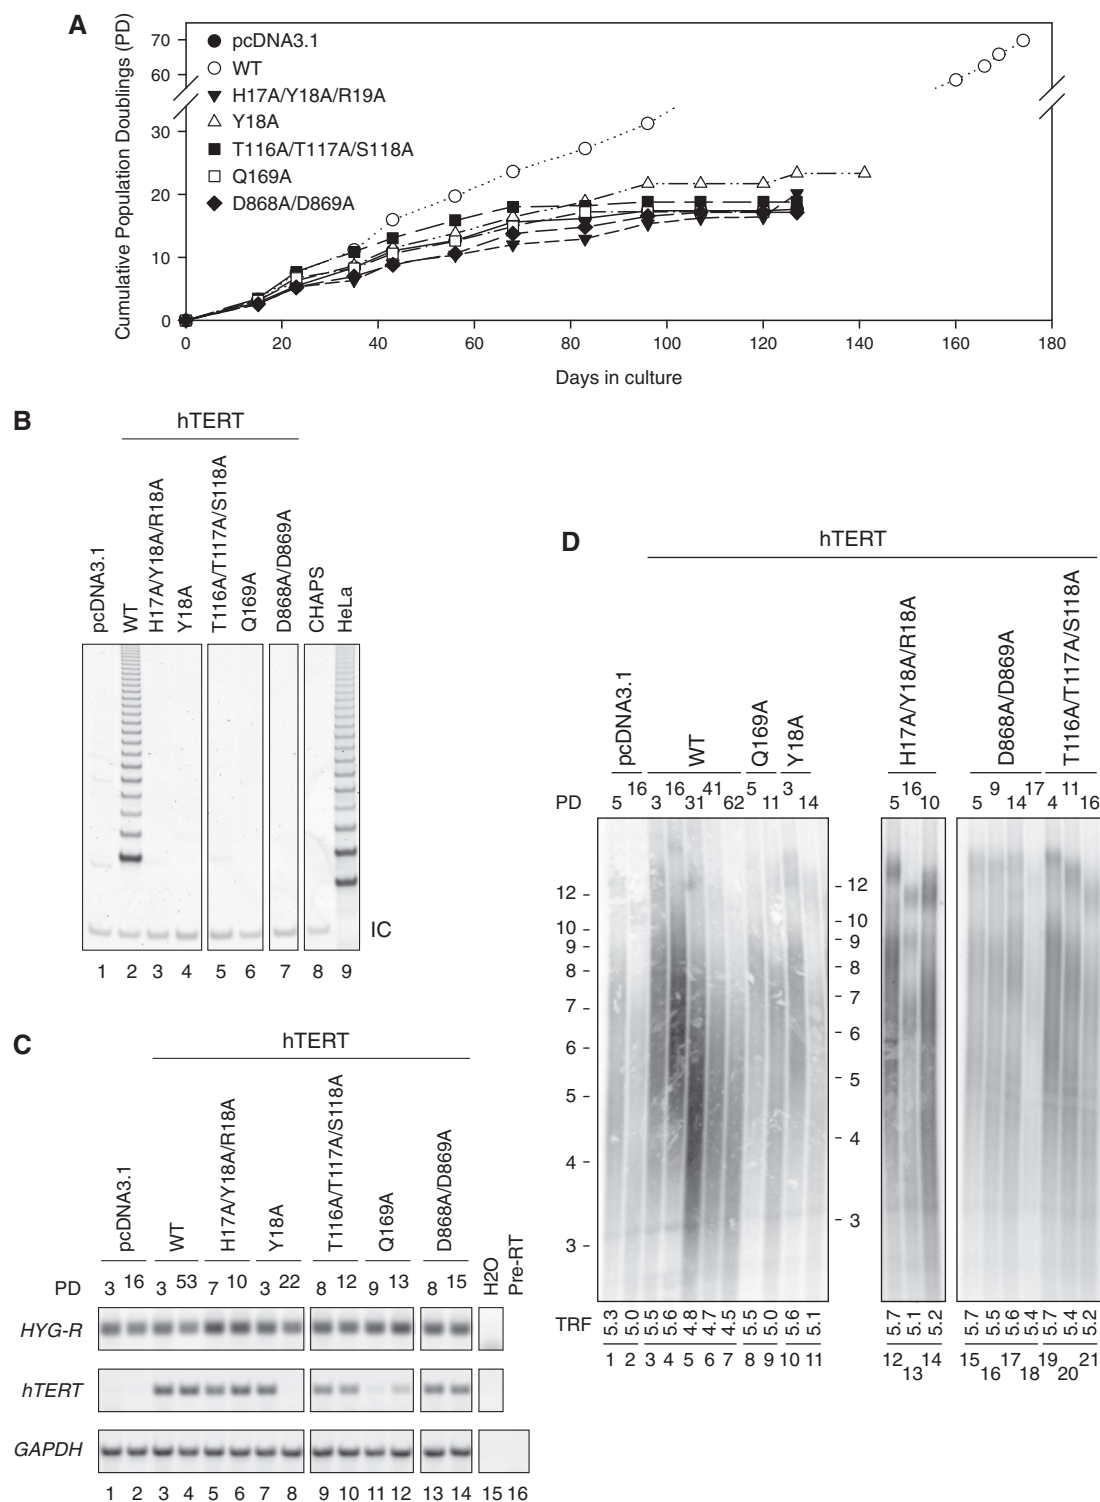 A
Cumulative Population Doublings (PD)
70
60
30
20
10
0
pcDNA3.1
WT
H17A/Y18A/R19A
Y18A
T116A/T117A/S118A
Q169A
D868A/D869A
0 20 40 60 80 100 120 140 160 180
Days in culture
B
hTERT
pcDNA3.1
WT
H17A/Y18A/R18A
Y18A
T116A/T117A/S118A
Q169A
D868A/D869A
CHAPS
HeLa
IC
1 2 3 4 5 6 7 8 9
C
hTERT
pcDNA3.1
WT
H17A/Y18A/R18A
Y18A
T116A/T117A/S118A
Q169A
D868A/D869A
H2O
Pre-RT
PD 3 16 3 53 7 10 3 22 8 12 9 13 8 15
HYG-R
hTERT
GAPDH
1 2 3 4 5 6 7 8 9 10 11 12 13 14 15 16
D
hTERT
pcDNA3.1
WT
Q169A
Y18A
H17A/Y18A/R18A
D868A/D869A
T116A/T117A/S118A
PD 5 16 3 16 31 41 62 5 11 3 14 5 16 10 5 9 14 17 4 11 16
12
10
9
8
7
6
5
4
3
12
10
9
8
7
6
5
4
3
TRF 5.3 5.0 5.5 5.6 4.8 4.7 4.5 5.5 5.0 5.6 5.1 5.7 5.1 5.2 5.7 5.5 5.6 5.4 5.7 5.4 5.2
1 2 3 4 5 6 7 8 9 10 11 12 13 14 15 16 17 18 19 20 21